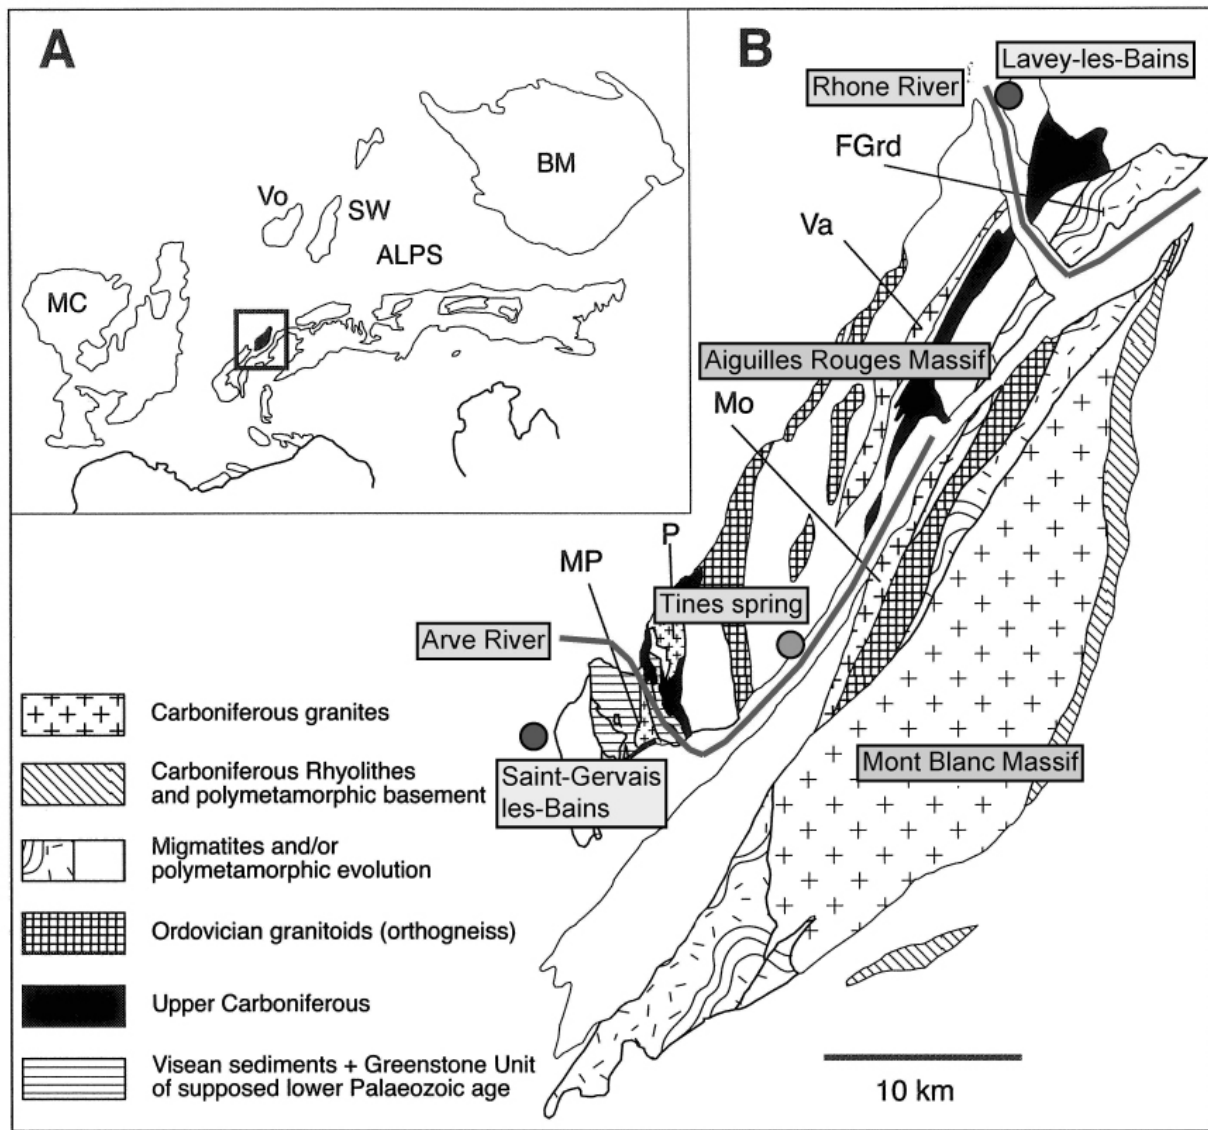 A
BM
Vo
SW
ALPS
MC
B
Lavey-les-Bains
Rhone River
FGrd
Va
Aiguilles Rouges Massif
Mo
P
MP
Tines spring
Arve River
Mont Blanc Massif
Saint-Gervais
les-Bains
Carboniferous granites
Carboniferous Rhyolithes
and polymetamorphic basement
Migmatites and/or
polymetamorphic evolution
Ordovician granitoids (orthogneiss)
Upper Carboniferous
Visean sediments + Greenstone Unit
of supposed lower Palaeozoic age
10 km